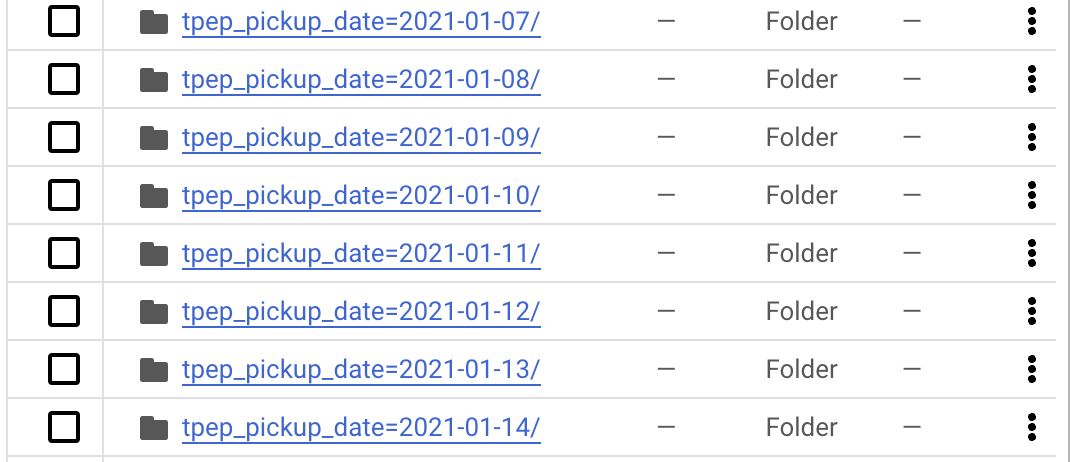 tpep_pickup_date=2021-01-07/ — Folder —
tpep_pickup_date=2021-01-08/ — Folder —
tpep_pickup_date=2021-01-09/ — Folder —
tpep_pickup_date=2021-01-10/ — Folder —
tpep_pickup_date=2021-01-11/ — Folder —
tpep_pickup_date=2021-01-12/ — Folder —
tpep_pickup_date=2021-01-13/ — Folder —
tpep_pickup_date=2021-01-14/ — Folder —